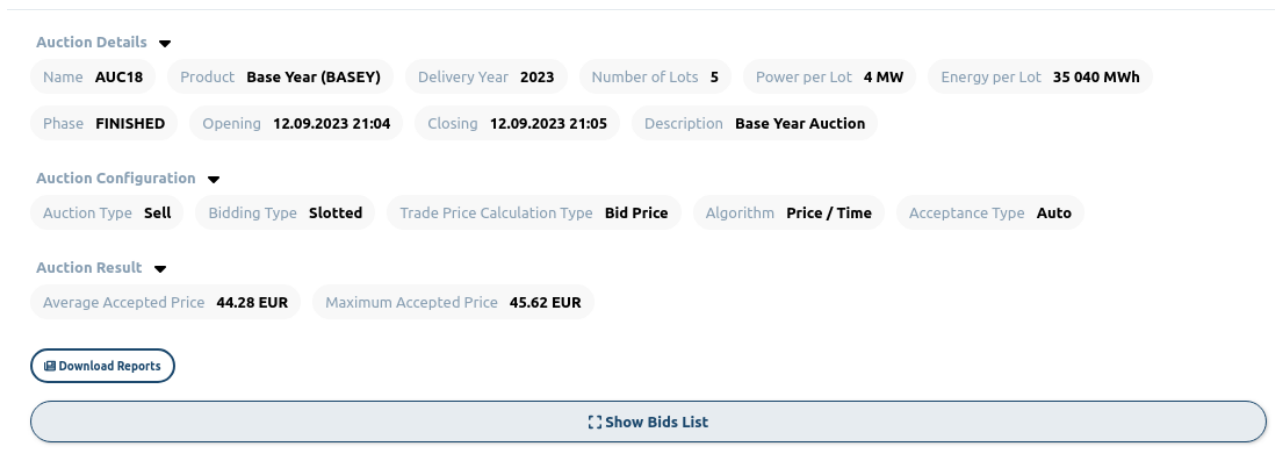 Auction Details
Name AUC18 Product Base Year (BASEY) Delivery Year 2023 Number of Lots 5 Power per Lot 4 MW Energy per Lot 35 040 MWh
Phase FINISHED Opening 12.09.2023 21:04 Closing 12.09.2023 21:05 Description Base Year Auction
Auction Configuration
Auction Type Sell Bidding Type Slotted Trade Price Calculation Type Bid Price Algorithm Price / Time Acceptance Type Auto
Auction Result
Average Accepted Price 44.28 EUR Maximum Accepted Price 45.62 EUR
Download Reports
Show Bids List